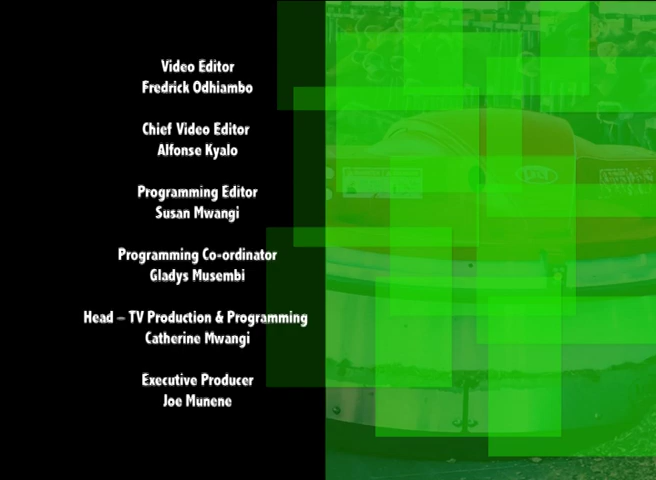 Video Editor
Fredrick Odhiambo
Chief Video Editor
Alfonse Kyalo
Programming Editor
Susan Mwangi
Programming Co-ordinator
Gladys Musembi
Head – TV Production & Programming
Catherine Mwangi
Executive Producer
Joe Munene